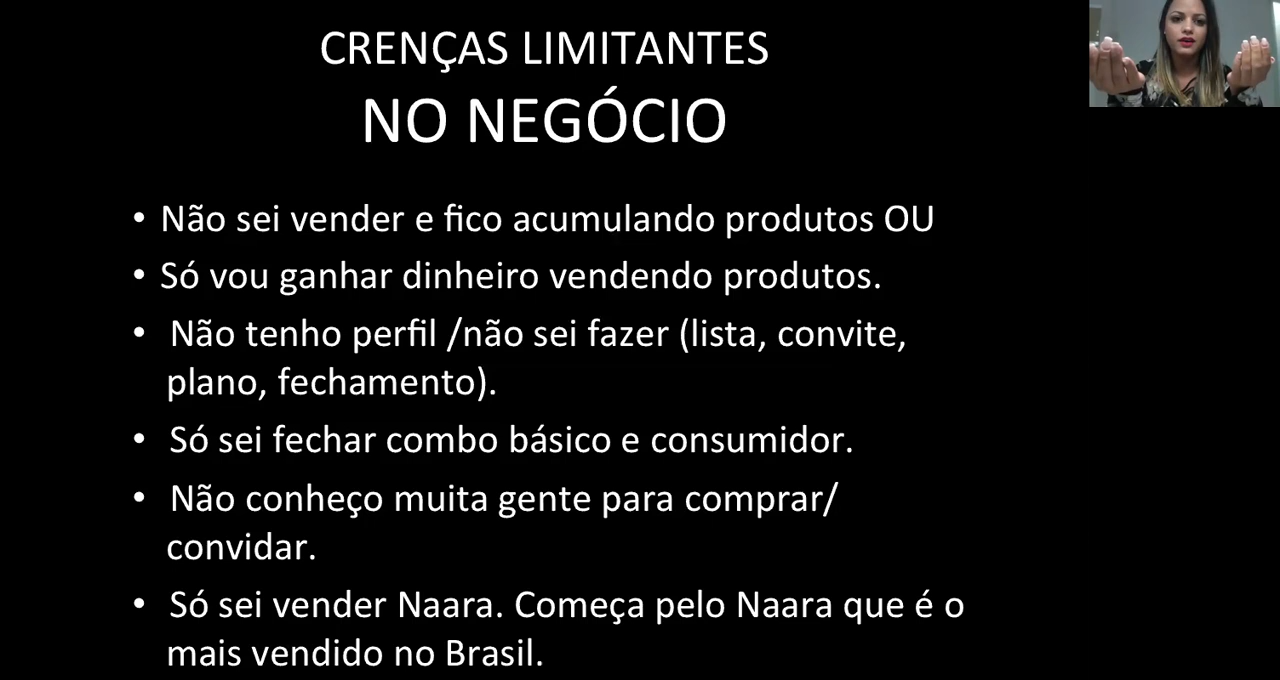 CRENÇAS LIMITANTES
NO NEGÓCIO
• Não sei vender e fico acumulando produtos OU
• Só vou ganhar dinheiro vendendo produtos.
• Não tenho perfil /não sei fazer (lista, convite,
plano, fechamento).
• Só sei fechar combo básico e consumidor.
• Não conheço muita gente para comprar/
convidar.
• Só sei vender Naara. Começa pelo Naara que é o
mais vendido no Brasil.